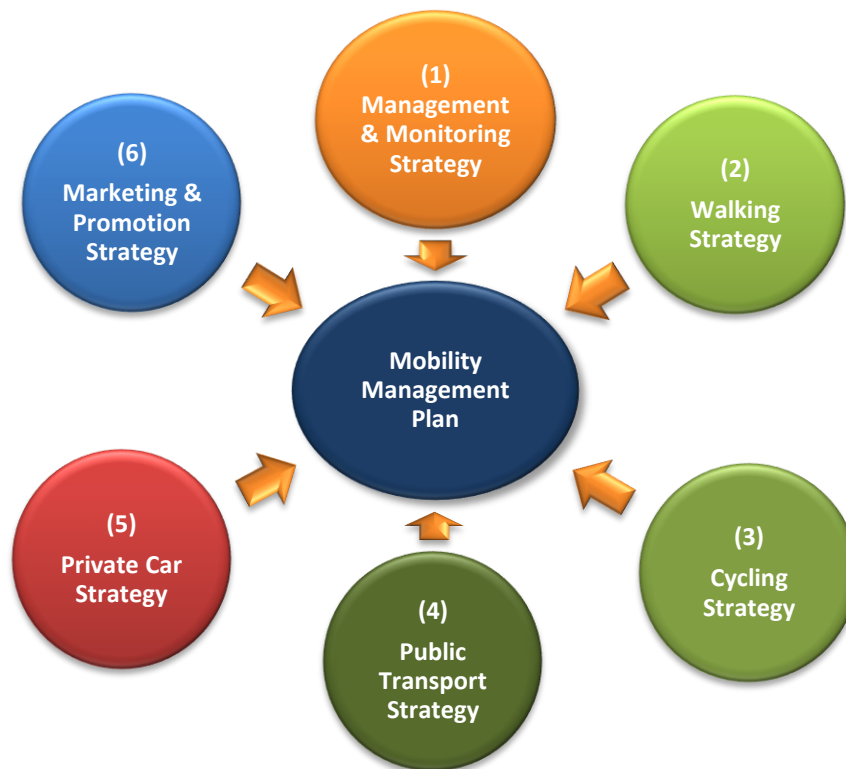 (1)
Management
& Monitoring
Strategy
(2)
Walking
Strategy
(3)
Cycling
Strategy
(4)
Public
Transport
Strategy
(5)
Private Car
Strategy
(6)
Marketing &
Promotion
Strategy
Mobility
Management
Plan